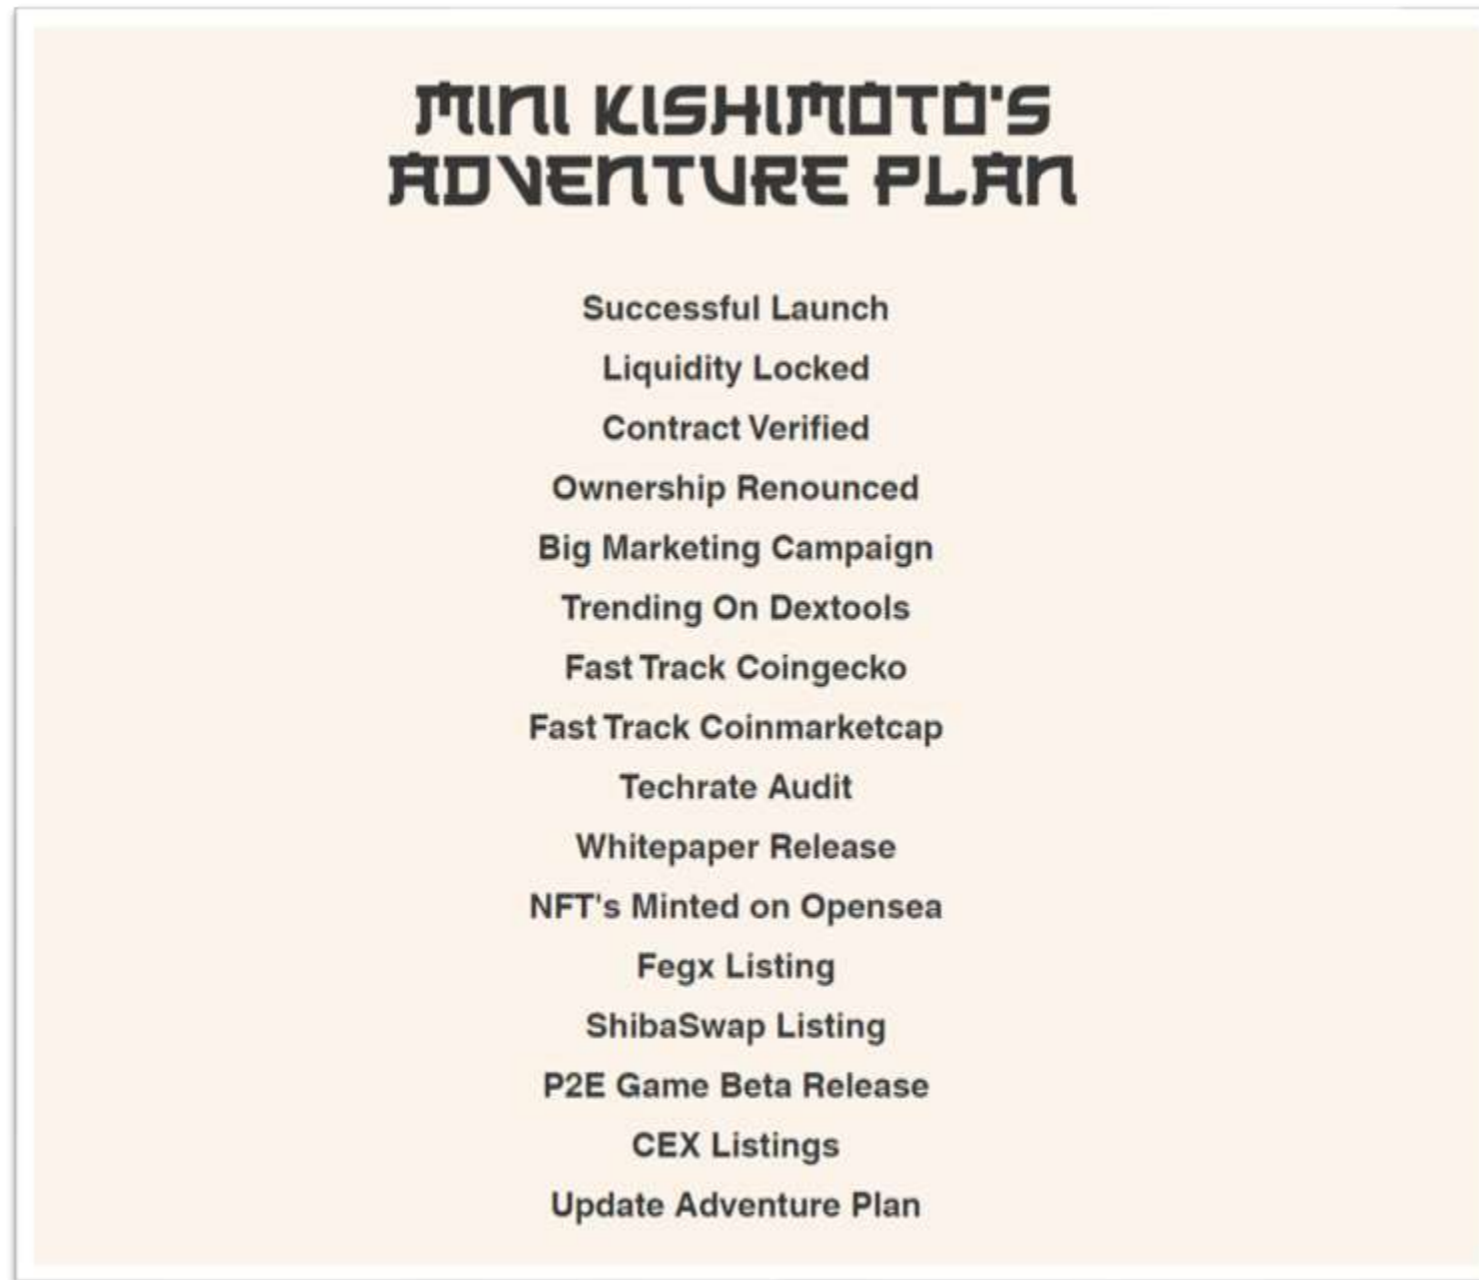 MINI KISHIMOTO'S
ADVENTURE PLAN
Successful Launch
Liquidity Locked
Contract Verified
Ownership Renounced
Big Marketing Campaign
Trending On Dextools
Fast Track Coingecko
Fast Track Coinmarketcap
Techrate Audit
Whitepaper Release
NFT's Minted on Opensea
Fegx Listing
ShibaSwap Listing
P2E Game Beta Release
CEX Listings
Update Adventure Plan